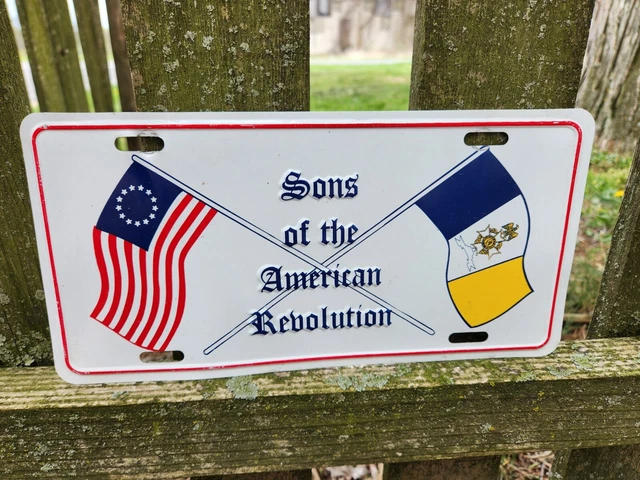 Sons
of the
American
Revolution